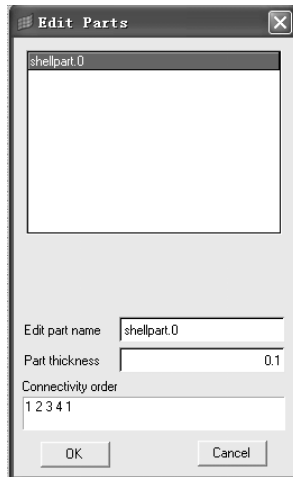 Edit Parts
shellpart.0
Edit part name shellpart.0
Part thickness 0.1
Connectivity order
1 2 3 4 1
OK Cancel